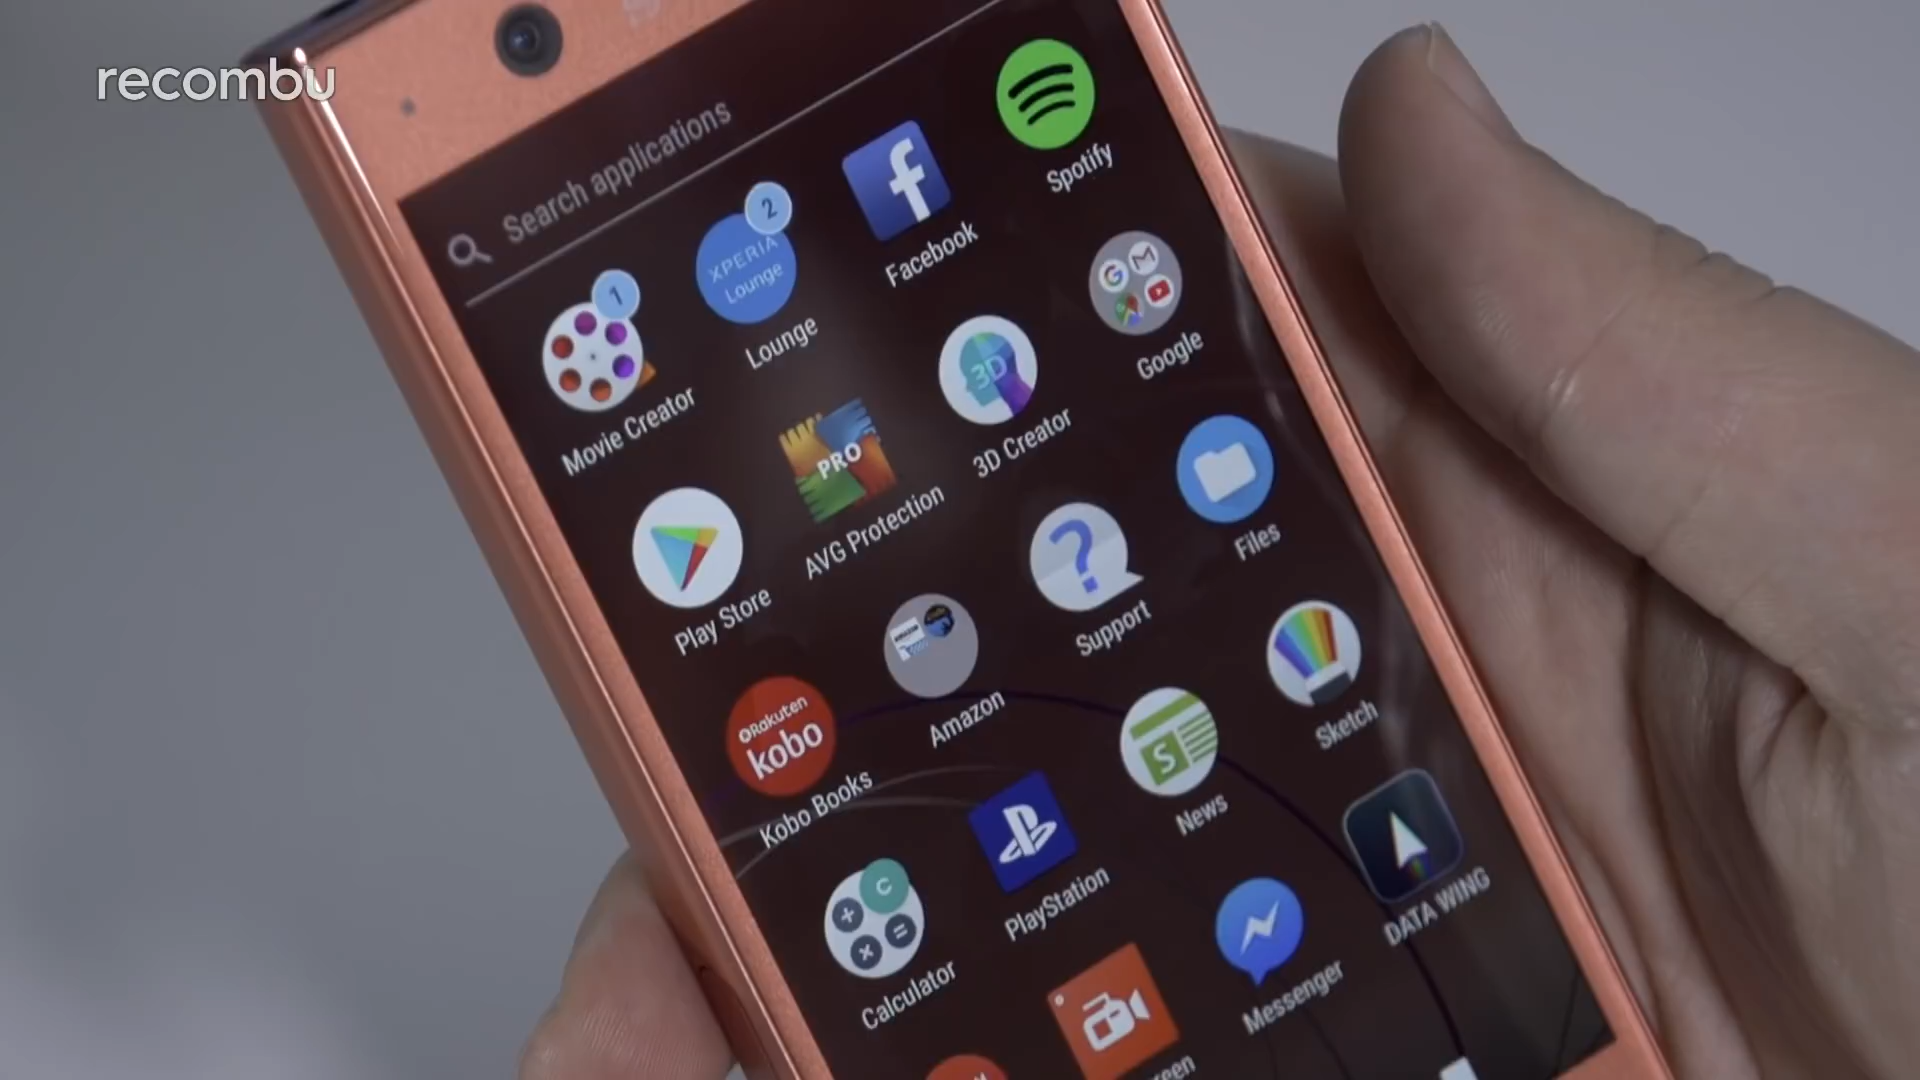 recombu
Search applications
1
2
XPERIA
Lounge
f
Movie Creator
Lounge
Facebook
Spotify
PRO
3D
G
Play Store
AVG Protection
3D Creator
Google
Rakuten
kobo
amazon
?
Kobo Books
Amazon
Support
Files
C
+
=
×
S
Calculator
PlayStation
News
Sketch
Messenger
DATA WING